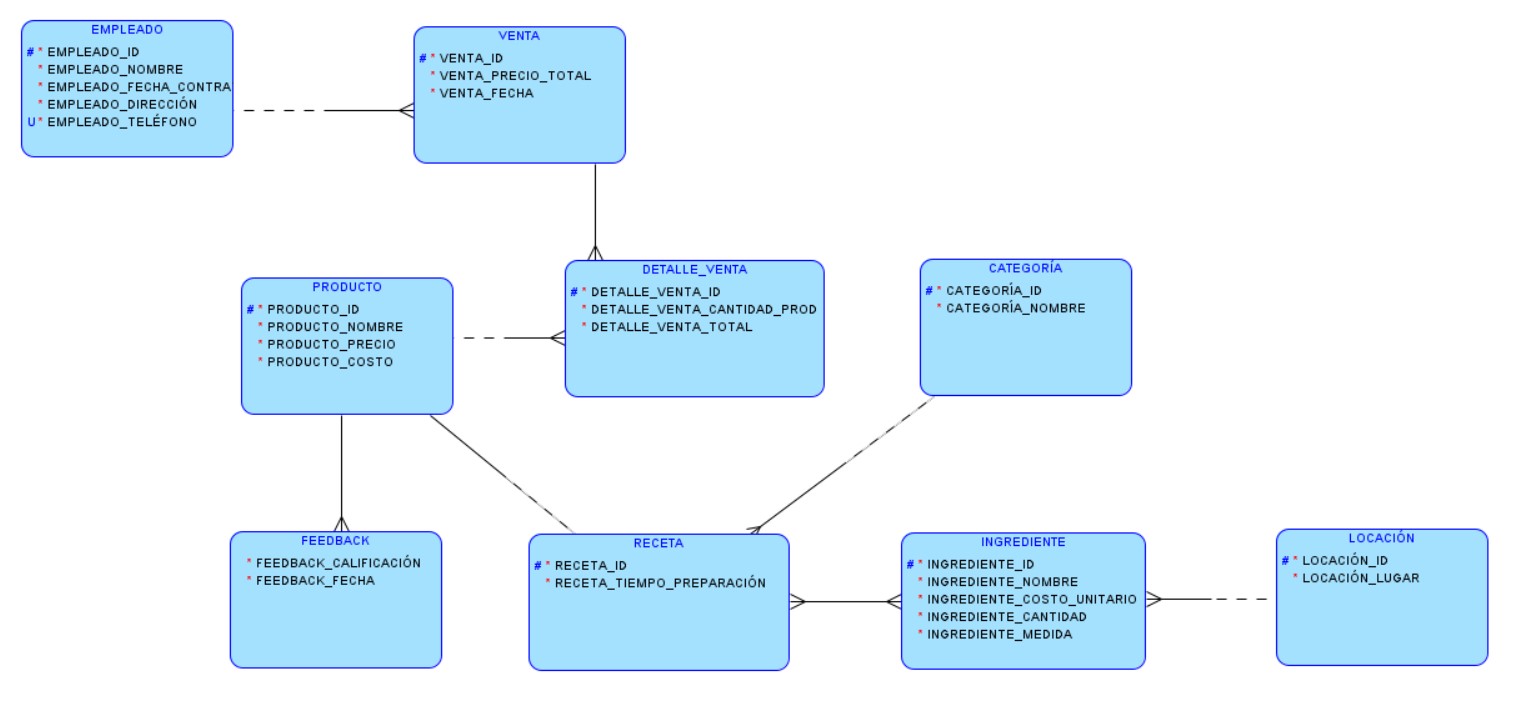 EMPLEADO
# * EMPLEADO_ID
* EMPLEADO_NOMBRE
* EMPLEADO_FECHA_CONTRA
* EMPLEADO_DIRECCIÓN
U * EMPLEADO_TELÉFONO
VENTA
# * VENTA_ID
* VENTA_PRECIO_TOTAL
* VENTA_FECHA
PRODUCTO
# * PRODUCTO_ID
* PRODUCTO_NOMBRE
* PRODUCTO_PRECIO
* PRODUCTO_COSTO
DETALLE_VENTA
# * DETALLE_VENTA_ID
* DETALLE_VENTA_CANTIDAD_PROD
* DETALLE_VENTA_TOTAL
CATEGORÍA
# * CATEGORÍA_ID
* CATEGORÍA_NOMBRE
FEEDBACK
* FEEDBACK_CALIFICACIÓN
* FEEDBACK_FECHA
RECETA
# * RECETA_ID
* RECETA_TIEMPO_PREPARACIÓN
INGREDIENTE
# * INGREDIENTE_ID
* INGREDIENTE_NOMBRE
* INGREDIENTE_COSTO_UNITARIO
* INGREDIENTE_CANTIDAD
* INGREDIENTE_MEDIDA
LOCACIÓN
# * LOCACIÓN_ID
* LOCACIÓN_LUGAR